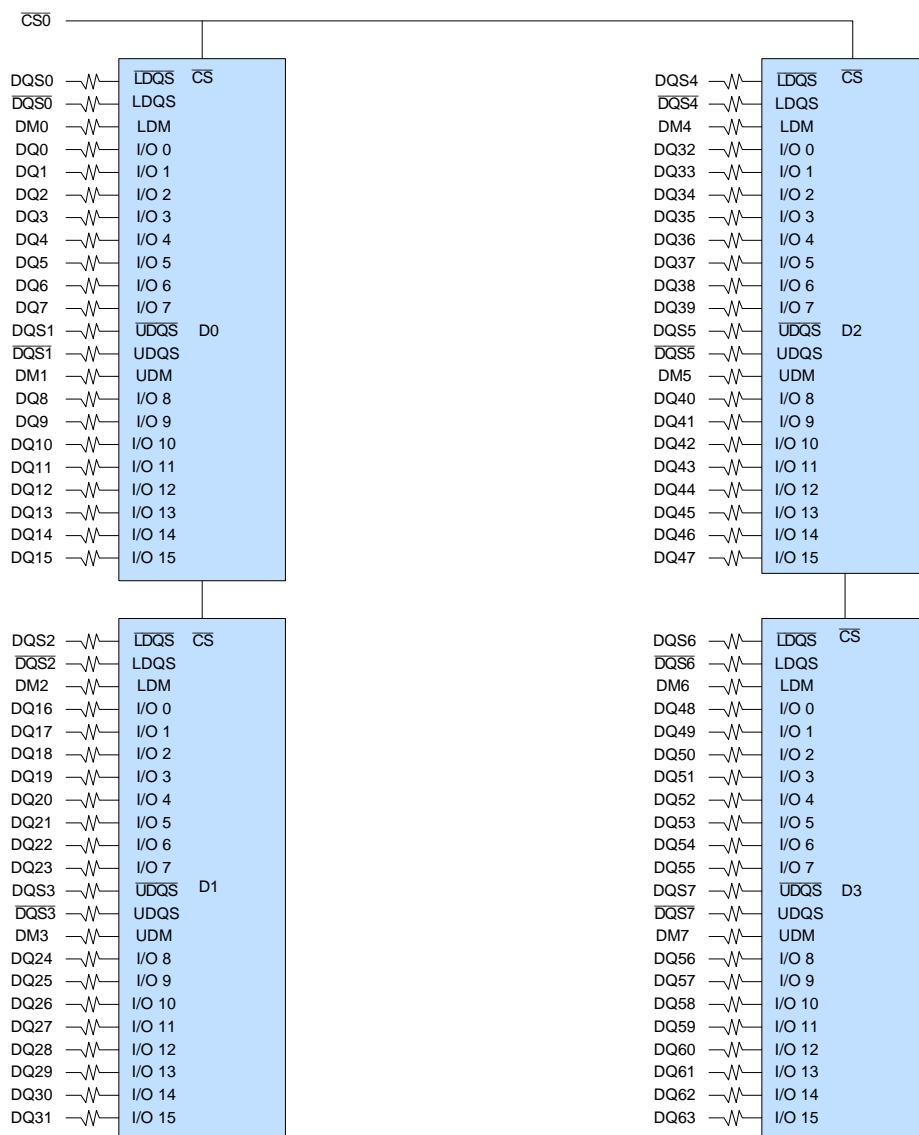 CS0
DQS0 LDQS CS
DQS0 LDQS
DM0 LDM
DQ0 I/O 0
DQ1 I/O 1
DQ2 I/O 2
DQ3 I/O 3
DQ4 I/O 4
DQ5 I/O 5
DQ6 I/O 6
DQ7 I/O 7
DQS1 UDQS D0
DQS1 UDQS
DM1 UDM
DQ8 I/O 8
DQ9 I/O 9
DQ10 I/O 10
DQ11 I/O 11
DQ12 I/O 12
DQ13 I/O 13
DQ14 I/O 14
DQ15 I/O 15
DQS2 LDQS CS
DQS2 LDQS
DM2 LDM
DQ16 I/O 0
DQ17 I/O 1
DQ18 I/O 2
DQ19 I/O 3
DQ20 I/O 4
DQ21 I/O 5
DQ22 I/O 6
DQ23 I/O 7
DQS3 UDQS D1
DQS3 UDQS
DM3 UDM
DQ24 I/O 8
DQ25 I/O 9
DQ26 I/O 10
DQ27 I/O 11
DQ28 I/O 12
DQ29 I/O 13
DQ30 I/O 14
DQ31 I/O 15
DQS4 LDQS CS
DQS4 LDQS
DM4 LDM
DQ32 I/O 0
DQ33 I/O 1
DQ34 I/O 2
DQ35 I/O 3
DQ36 I/O 4
DQ37 I/O 5
DQ38 I/O 6
DQ39 I/O 7
DQS5 UDQS D2
DQS5 UDQS
DM5 UDM
DQ40 I/O 8
DQ41 I/O 9
DQ42 I/O 10
DQ43 I/O 11
DQ44 I/O 12
DQ45 I/O 13
DQ46 I/O 14
DQ47 I/O 15
DQS6 LDQS CS
DQS6 LDQS
DM6 LDM
DQ48 I/O 0
DQ49 I/O 1
DQ50 I/O 2
DQ51 I/O 3
DQ52 I/O 4
DQ53 I/O 5
DQ54 I/O 6
DQ55 I/O 7
DQS7 UDQS D3
DQS7 UDQS
DM7 UDM
DQ56 I/O 8
DQ57 I/O 9
DQ58 I/O 10
DQ59 I/O 11
DQ60 I/O 12
DQ61 I/O 13
DQ62 I/O 14
DQ63 I/O 15